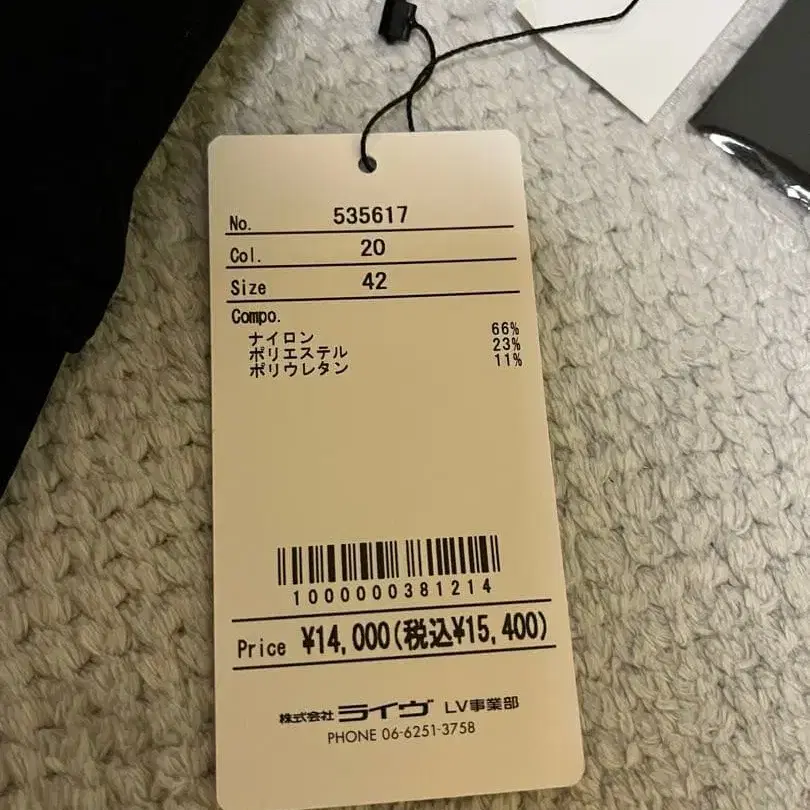 No. 535617
Col. 20
Size 42
Compo.
ナイロン 66%
ポリエステル 23%
ポリウレタン 11%
1000000381214
Price ¥14,000(税込¥15,400)
株式会社ライヴ LV事業部
PHONE 06-6251-3758